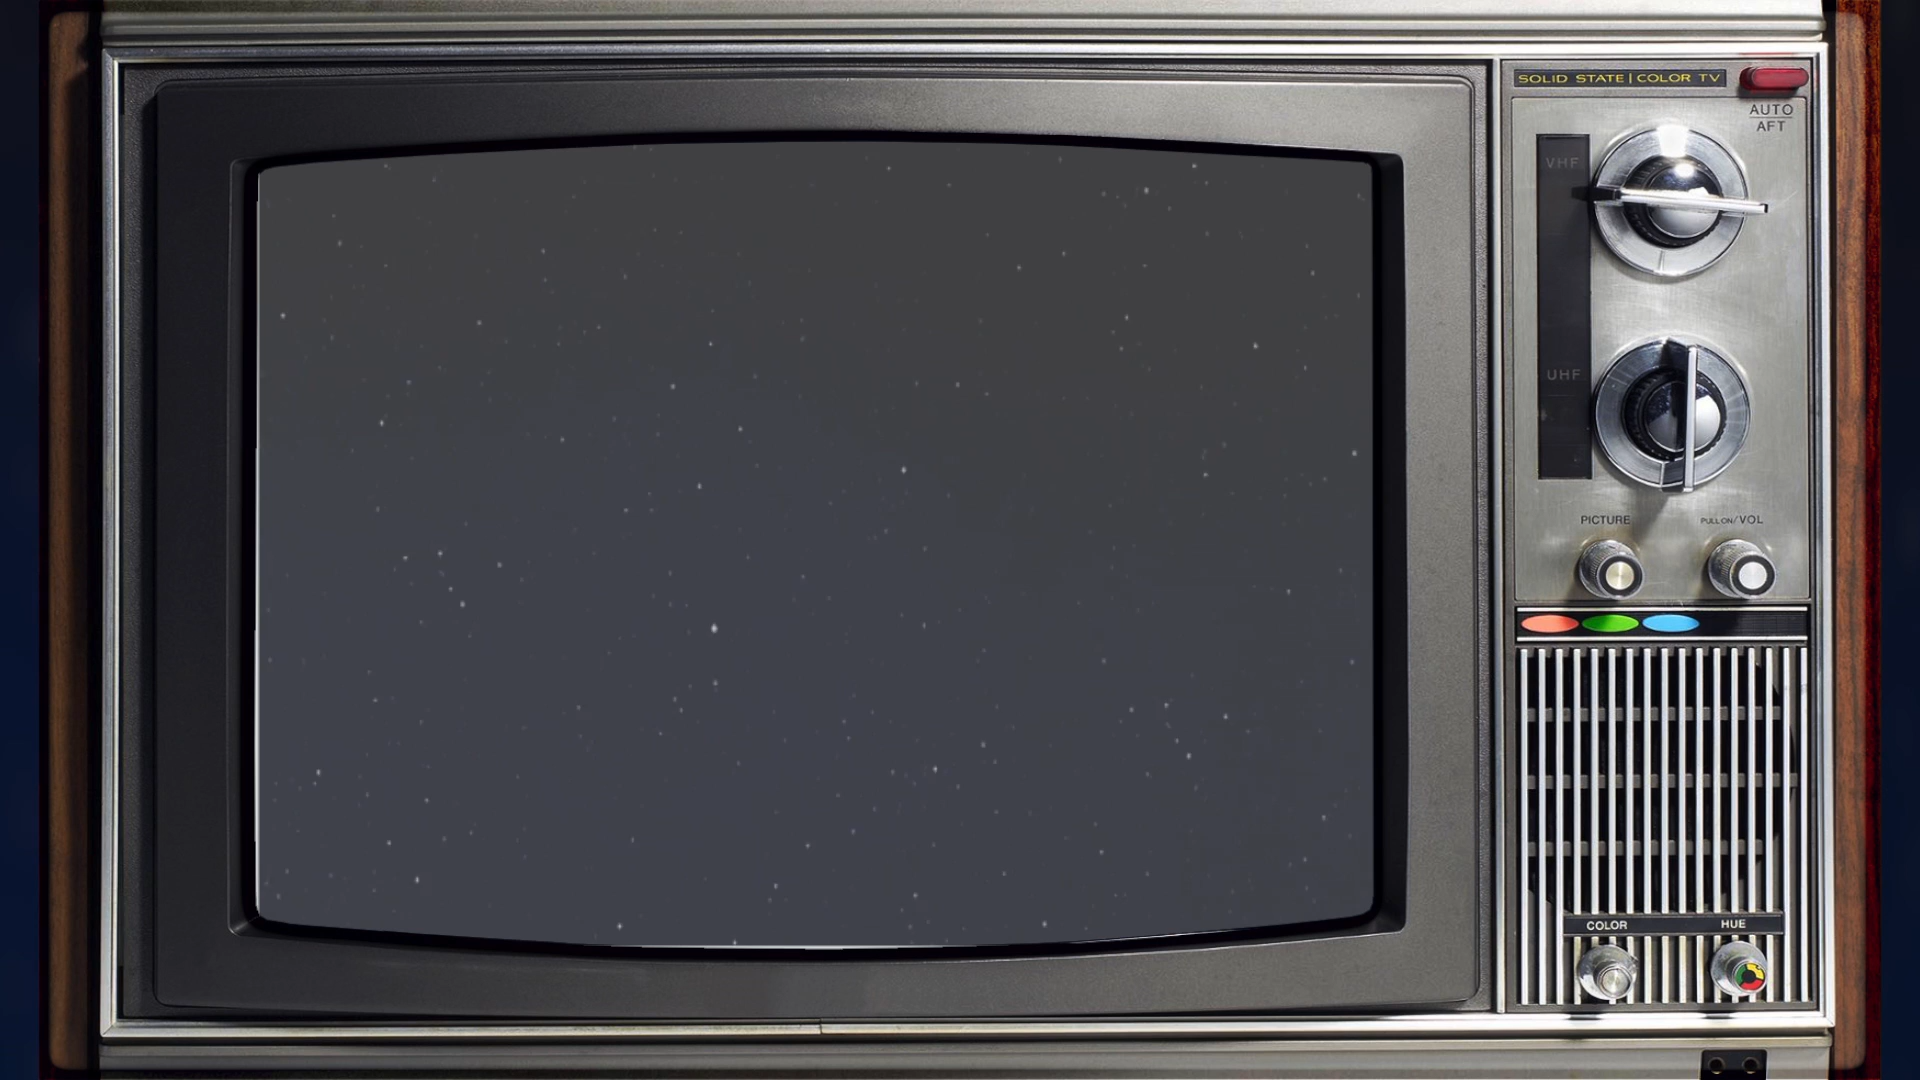 SOLID STATE | COLOR TV
AUTO
AFT
VHF
UHF
PICTURE
PULL ON/VOL
COLOR
HUE